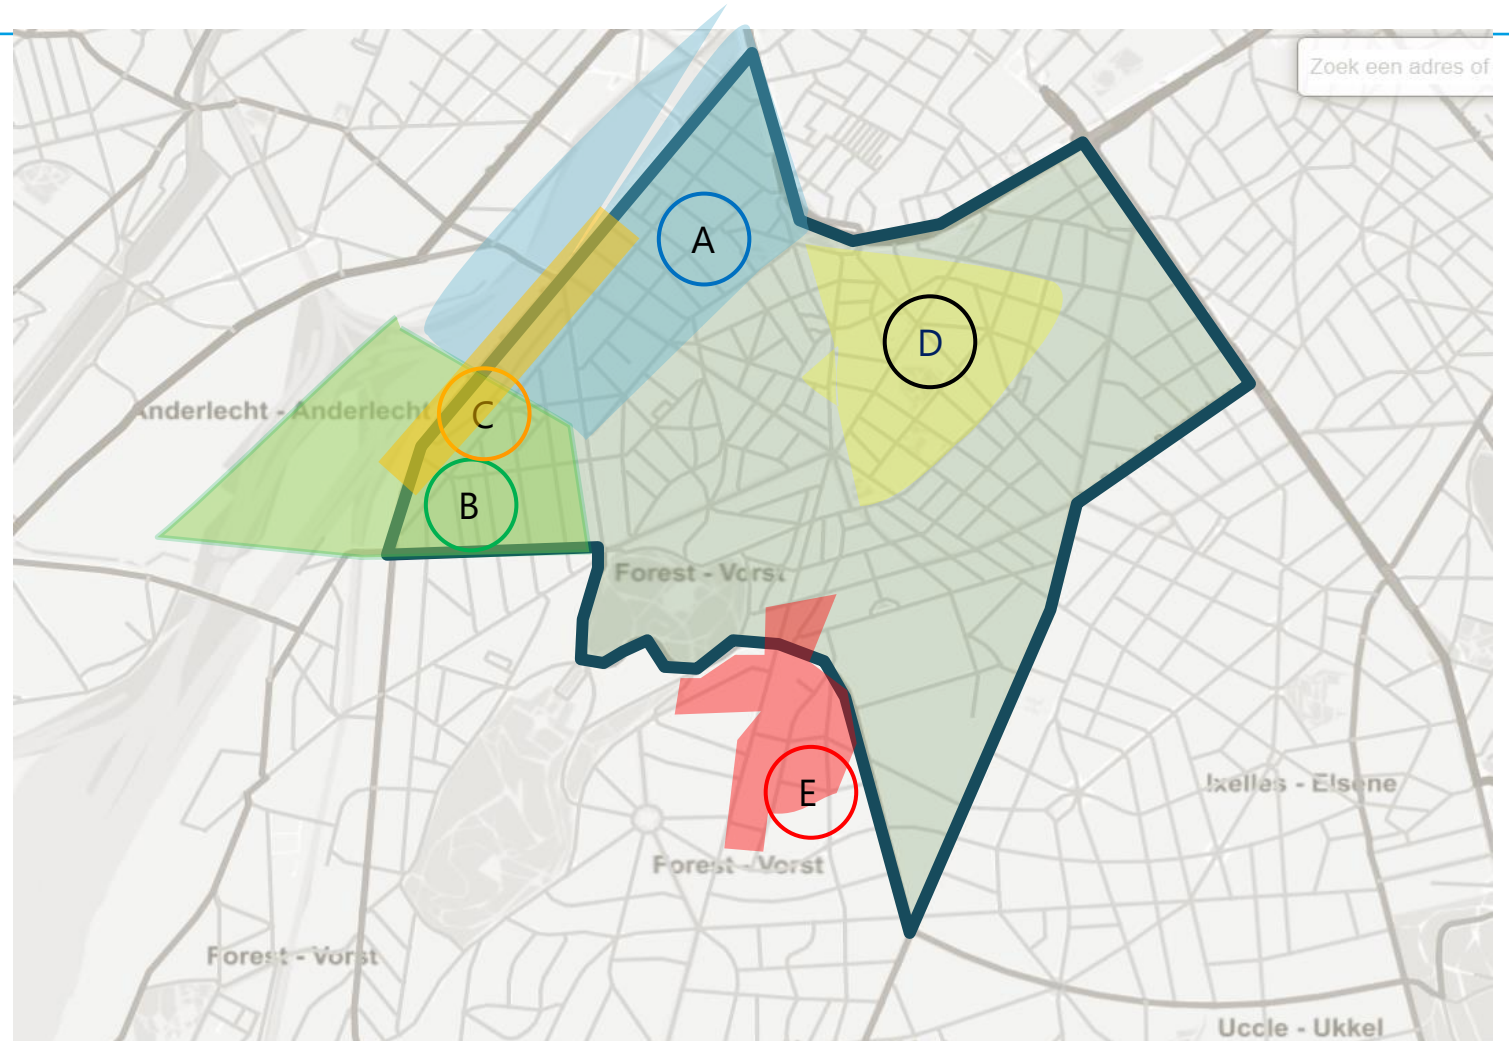 Zoek een adres of
A
D
Anderlecht - Anderlecht
C
B
Forest - Vorst
Ixelles - Elsene
E
Forest - Vorst
Forest - Vorst
Uccle - Ukkel